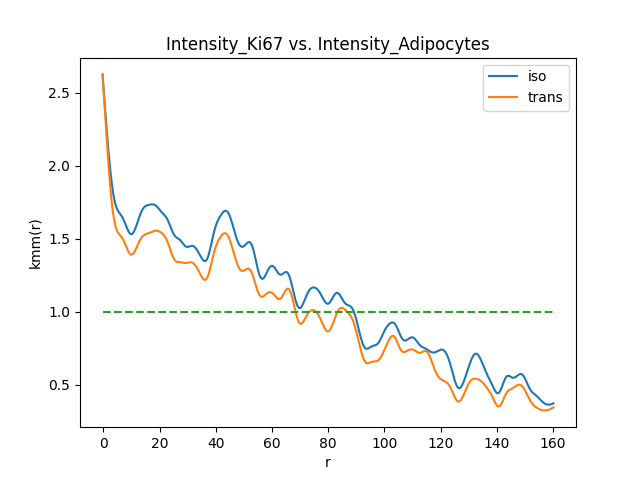 Intensity_Ki67 vs. Intensity_Adipocytes
iso
trans
kmm(r)
2.5
2.0
1.5
1.0
0.5
0 20 40 60 80 100 120 140 160
r